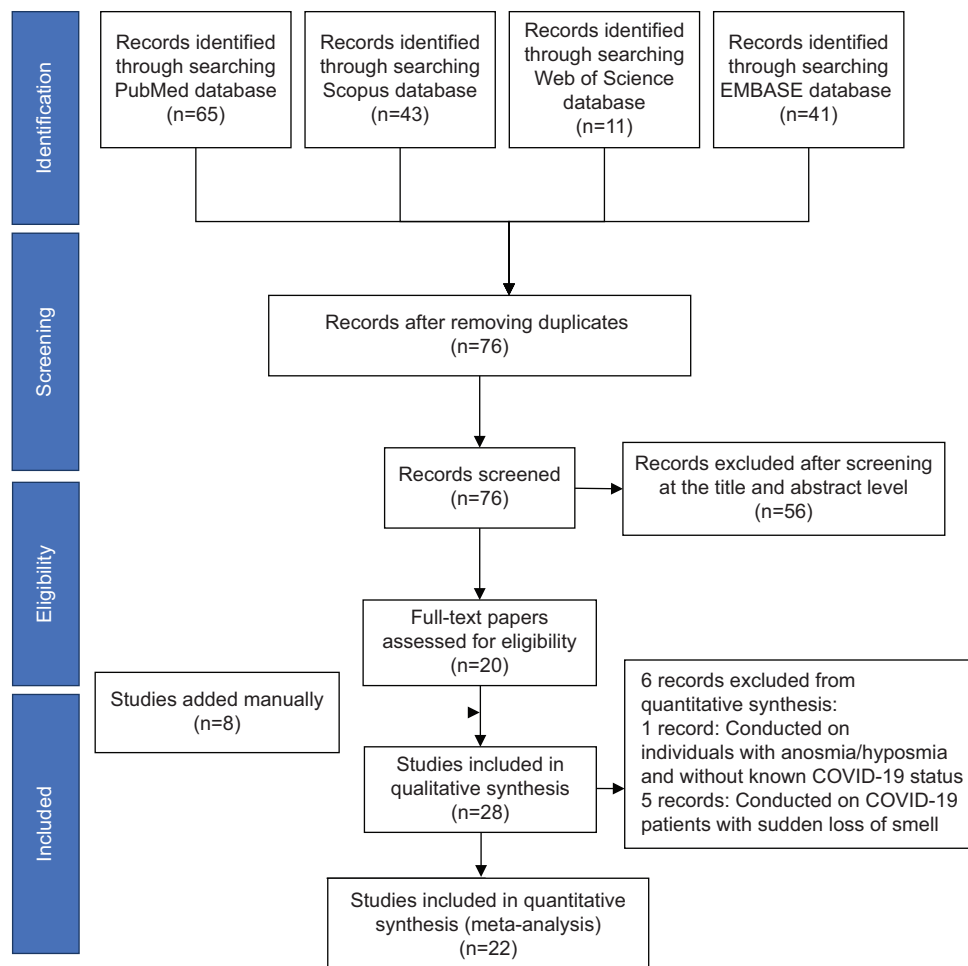 Identification
Records identified
through searching
PubMed database
(n=65)
Records identified
through searching
Scopus database
(n=43)
Records identified
through searching
Web of Science
database
(n=11)
Records identified
through searching
EMBASE database
(n=41)
Screening
Records after removing duplicates
(n=76)
Records screened
(n=76)
Records excluded after screening
at the title and abstract level
(n=56)
Eligibility
Full-text papers
assessed for eligibility
(n=20)
Studies added manually
(n=8)
Included
Studies included in
qualitative synthesis
(n=28)
6 records excluded from
quantitative synthesis:
1 record: Conducted on
individuals with anosmia/hyposmia
and without known COVID-19 status
5 records: Conducted on COVID-19
patients with sudden loss of smell
Studies included in quantitative
synthesis (meta-analysis)
(n=22)